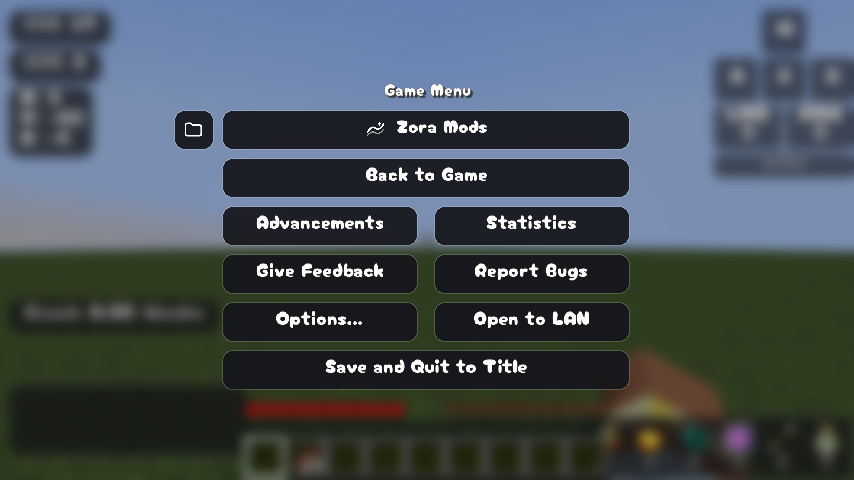 Game Menu
Zora Mods
Back to Game
Advancements
Statistics
Give Feedback
Report Bugs
Options...
Open to LAN
Save and Quit to Title